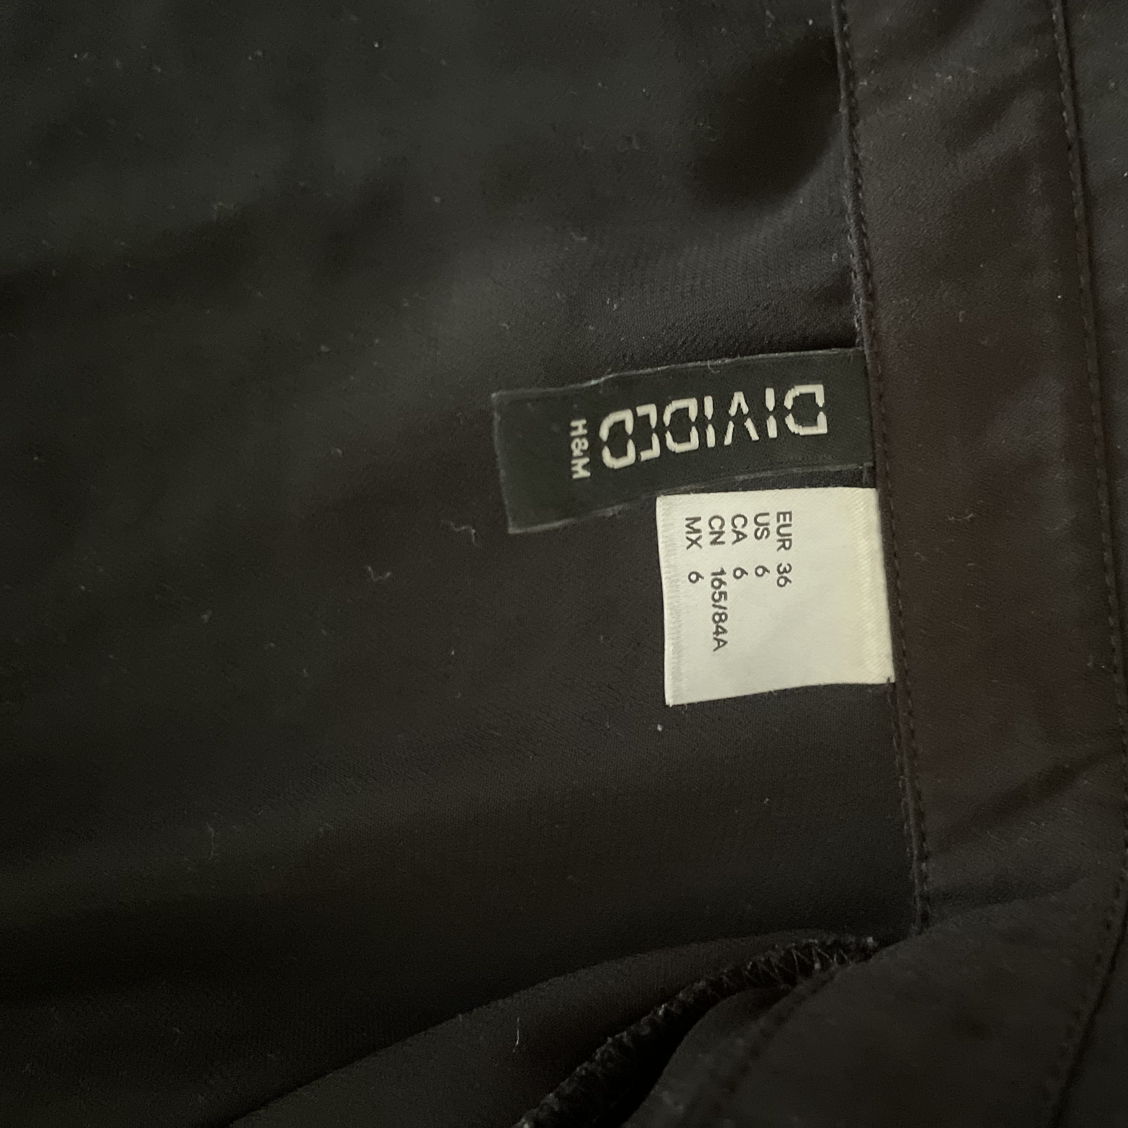 DIVIDED
H&M
EUR 36
US 6
CA 6
CN 165/84A
MX 6